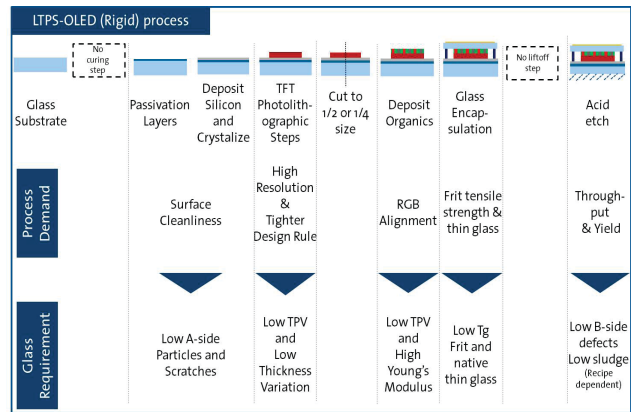 LTPS-OLED (Rigid) process
No
curing
step
No liftoff
step
Glass
Substrate
Passivation
Layers
Deposit
Silicon
and
Crystalize
TFT
Photolith-
ographic
Steps
Cut to
1/2 or 1/4
size
Deposit
Organics
Glass
Encap-
sulation
Acid
etch
Process
Demand
Surface
Cleanliness
High
Resolution
&
Tighter
Design Rule
RGB
Alignment
Frit tensile
strength &
thin glass
Through-
put
& Yield
Glass
Requirement
Low A-side
Particles and
Scratches
Low TPV
and
Low
Thickness
Variation
Low TPV
and
High
Young's
Modulus
Low Tg
Frit and
native
thin glass
Low B-side
defects
Low sludge
(Recipe
dependent)